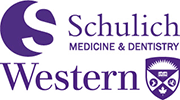 Schulich
MEDICINE & DENTISTRY
Western